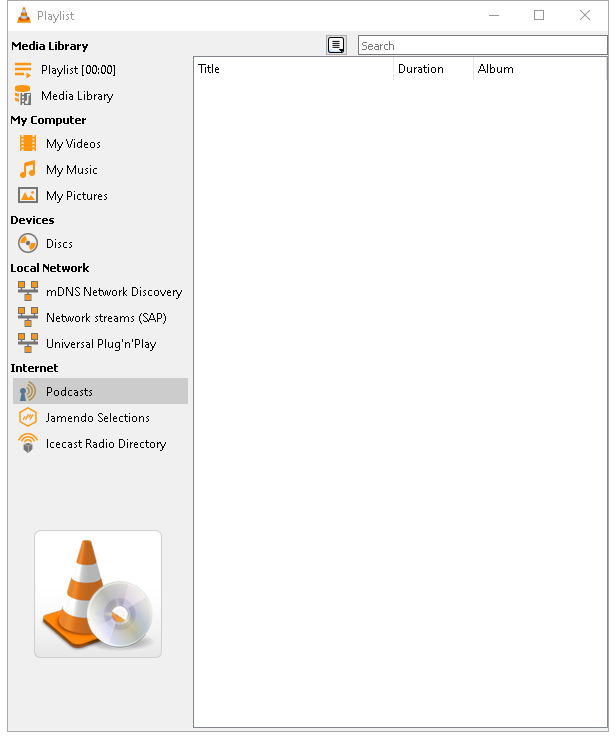 Playlist
Media Library
Search
Playlist [00:00]
Title
Duration
Album
Media Library
My Computer
My Videos
My Music
My Pictures
Devices
Discs
Local Network
mDNS Network Discovery
Network streams (SAP)
Universal Plug'n'Play
Internet
Podcasts
Jamendo Selections
Icecast Radio Directory